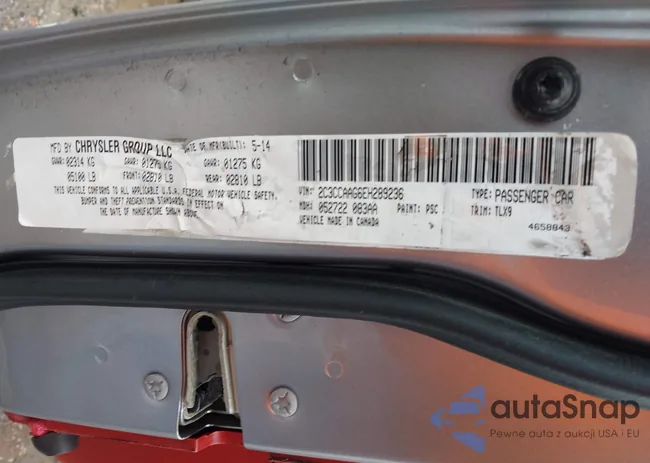 MFD BY CHRYSLER GROUP LLC DATE OF MFR(BUILT): 5-14
GVWR: 02314 KG GAWR: 01275 KG GAWR: 01275 KG
05100 LB FRONT: 02810 LB REAR: 02810 LB
THIS VEHICLE CONFORMS TO ALL APPLICABLE U.S.A. FEDERAL MOTOR VEHICLE SAFETY,
BUMPER AND THEFT PREVENTION STANDARDS IN EFFECT ON
THE DATE OF MANUFACTURE SHOWN ABOVE.
VIN: 2C3CCAAG6EH289236 TYPE: PASSENGER CAR
MDH: 052722 083AA PAINT: PSC TRIM: TLX9
VEHICLE MADE IN CANADA 4658843
autaSnap
Pewne auta z aukcji USA i EU